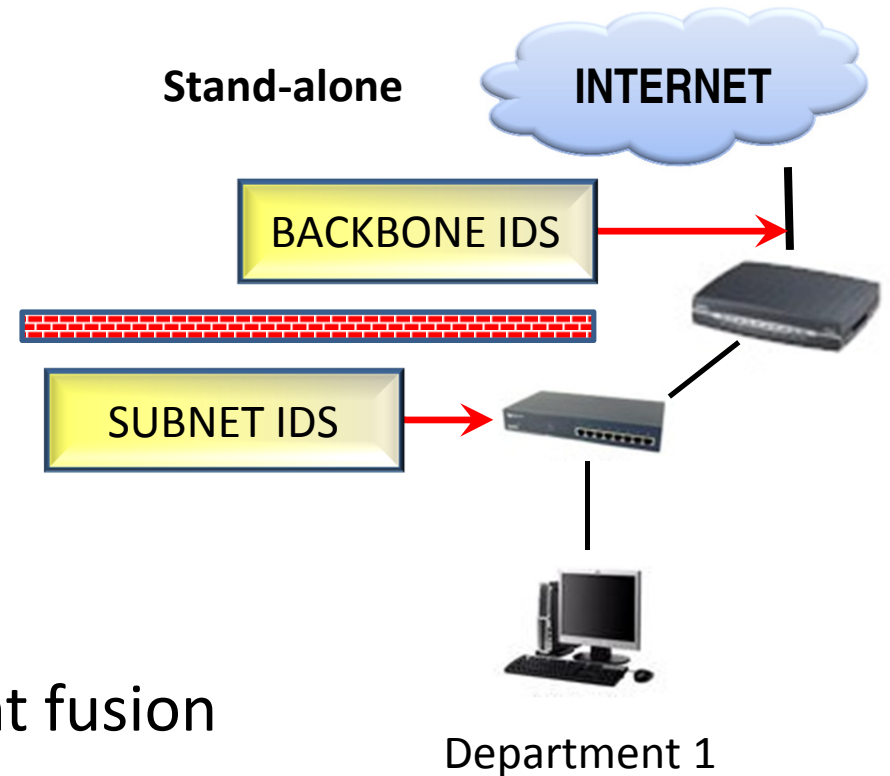 Stand-alone
INTERNET
BACKBONE IDS
SUBNET IDS
t fusion
Department 1